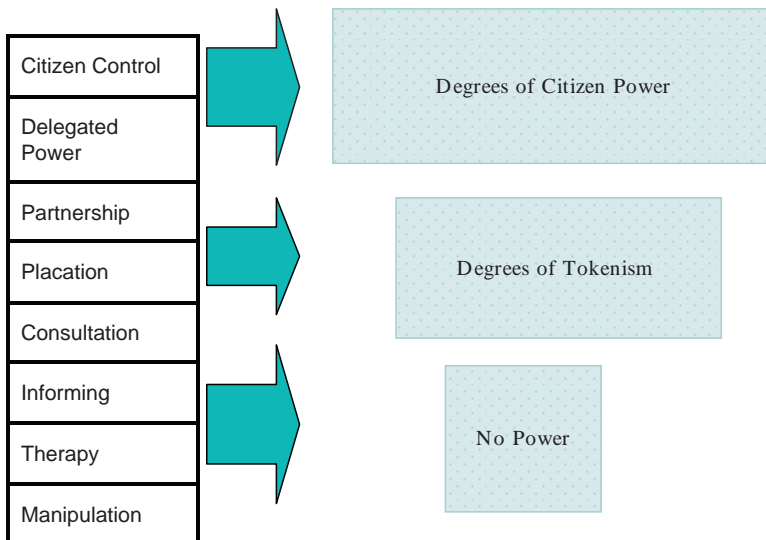 Citizen Control
Delegated
Power
Partnership
Placation
Consultation
Informing
Therapy
Manipulation
Degrees of Citizen Power
Degrees of Tokenism
No Power